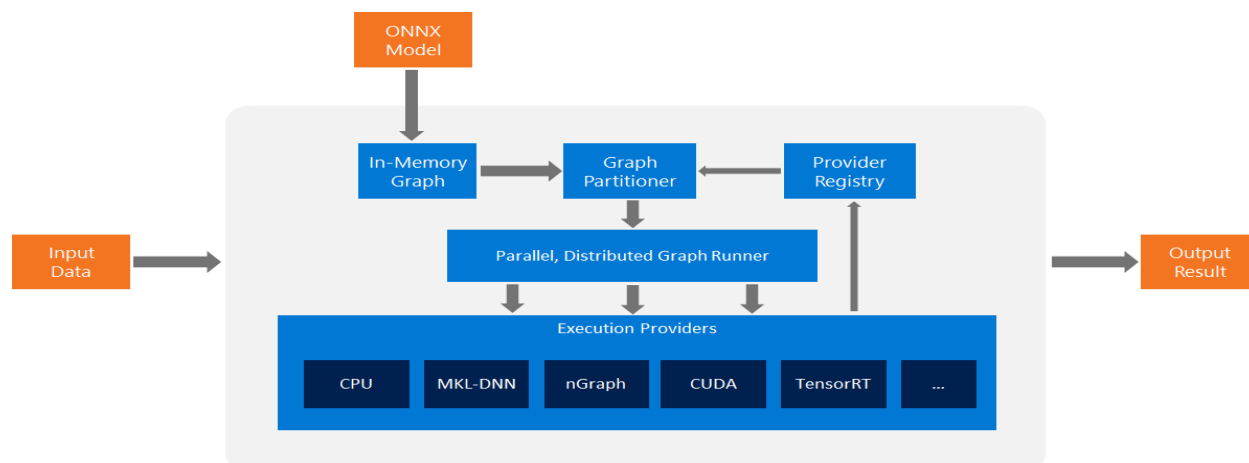 ONNX
Model
In-Memory
Graph
Graph
Partitioner
Provider
Registry
Input
Data
Parallel, Distributed Graph Runner
Output
Result
Execution Providers
CPU
MKL-DNN
nGraph
CUDA
TensorRT
...